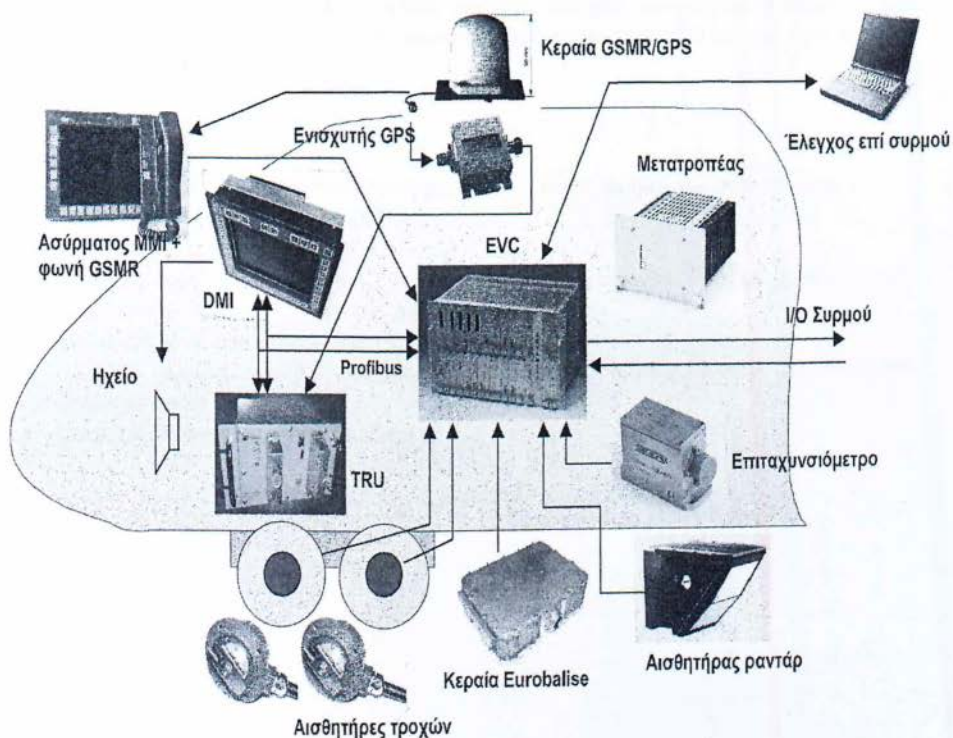 Κεραία GSMR/GPS
Ενισχυτής GPS
Έλεγχος επί συρμού
Μετατροπέας
Ασύρματος MMI +
φωνή GSMR
EVC
DMI
I/O Συρμού
Profibus
Ηχείο
TRU
Επιταχυνσιόμετρο
Κεραία Eurobalise
Αισθητήρας ραντάρ
Αισθητήρες τροχών